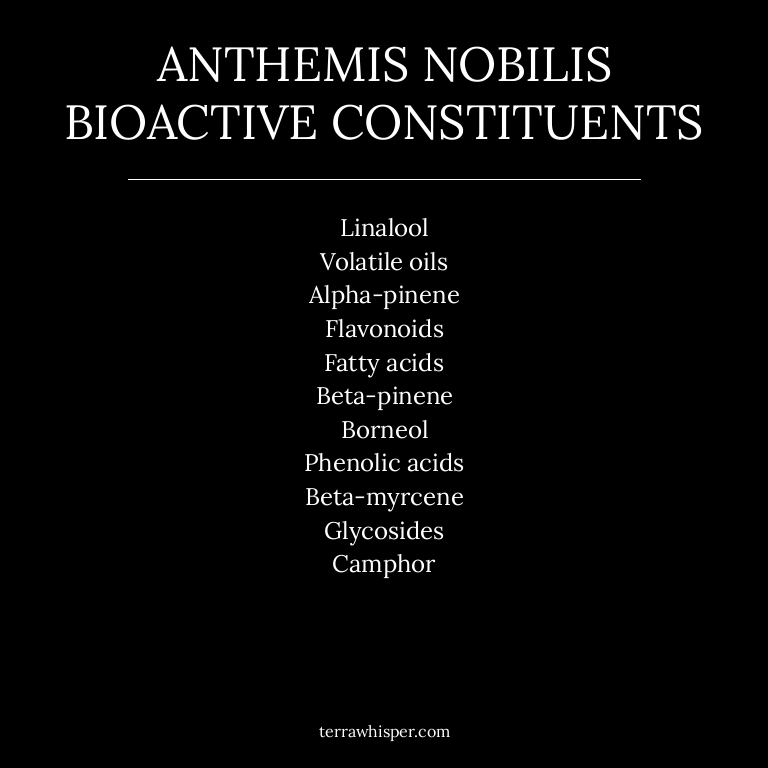 ANTHEMIS NOBILIS
BIOACTIVE CONSTITUENTS
Linalool
Volatile oils
Alpha-pinene
Flavonoids
Fatty acids
Beta-pinene
Borneol
Phenolic acids
Beta-myrcene
Glycosides
Camphor
terrawhisper.com